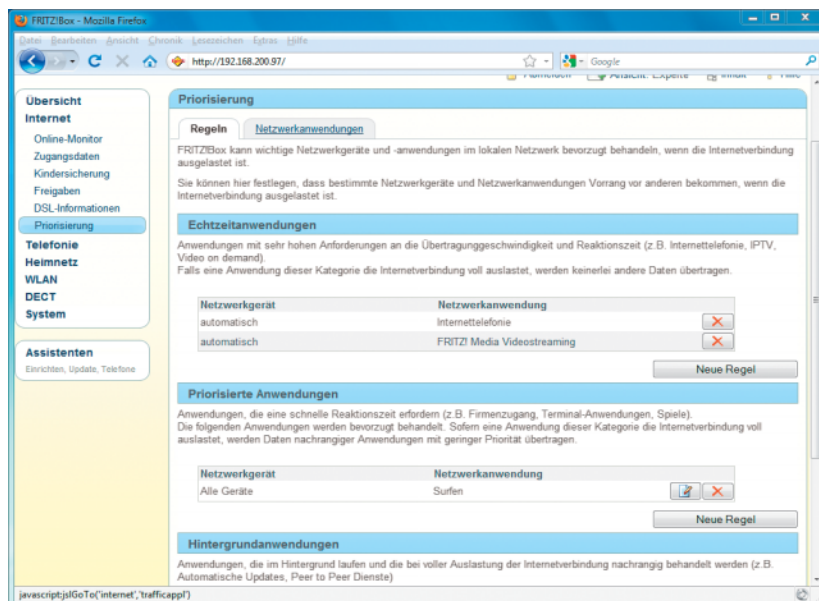 FRITZ!Box - Mozilla Firefox
Datei Bearbeiten Ansicht Chronik Lesezeichen Extras Hilfe
http://192.168.200.97/
Google
Ansicht: Experte Inhalt Hilfe
Übersicht
Internet
Online-Monitor
Zugangsdaten
Kindersicherung
Freigaben
DSL-Informationen
Priorisierung
Telefonie
Heimnetz
WLAN
DECT
System
Assistenten
Einrichten, Update, Telefone
Priorisierung
Regeln Netzwerkanwendungen
FRITZ!Box kann wichtige Netzwerkgeräte und -anwendungen im lokalen Netzwerk bevorzugt behandeln, wenn die Internetverbindung
ausgelastet ist.
Sie können hier festlegen, dass bestimmte Netzwerkgeräte und Netzwerkanwendungen Vorrang vor anderen bekommen, wenn die
Internetverbindung ausgelastet ist.
Echtzeitanwendungen
Anwendungen mit sehr hohen Anforderungen an die Übertragunggeschwindigkeit und Reaktionszeit (z.B. Internettelefonie, IPTV,
Video on demand).
Falls eine Anwendung dieser Kategorie die Internetverbindung voll auslastet, werden keinerlei andere Daten übertragen.
Netzwerkgerät Netzwerkanwendung
automatisch Internettelefonie
automatisch FRITZ! Media Videostreaming
Neue Regel
Priorisierte Anwendungen
Anwendungen, die eine schnelle Reaktionszeit erfordern (z.B. Firmenzugang, Terminal-Anwendungen, Spiele).
Die folgenden Anwendungen werden bevorzugt behandelt. Sofern eine Anwendung dieser Kategorie die Internetverbindung voll
auslastet, werden Daten nachrangiger Anwendungen mit geringer Priorität übertragen.
Netzwerkgerät Netzwerkanwendung
Alle Geräte Surfen
Neue Regel
Hintergrundanwendungen
Anwendungen, die im Hintergrund laufen und die bei voller Auslastung der Internetverbindung nachrangig behandelt werden (z.B.
Automatische Updates, Peer to Peer Dienste)
javascript:jslGoTo('internet','trafficappl')